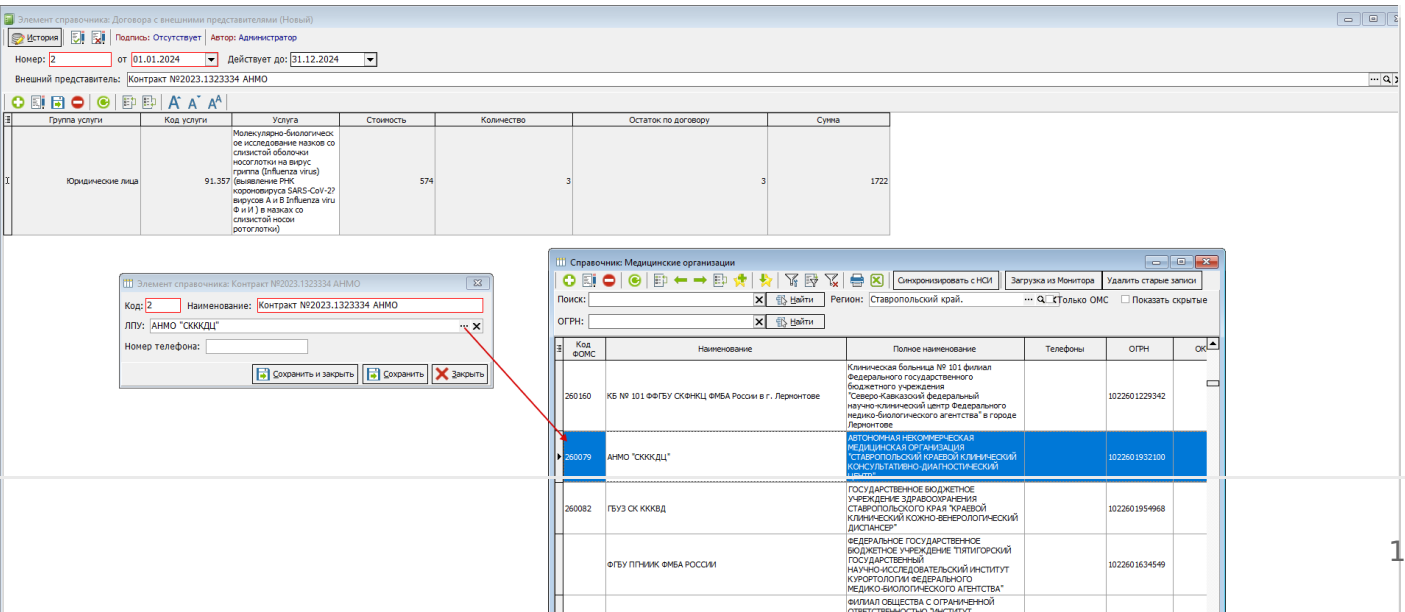 Элемент справочника: Договора с внешними представителями (Новый)
История Подпись: Отсутствует Автор: Администратор
Номер: 2 от 01.01.2024 Действует до: 31.12.2024
Внешний представитель: Контракт №2023.1323334 АНМО
Группа услуги Код услуги Услуга Стоимость Количество Остаток по договору Сумма
Юридические лица 91.357
Молекулярно-биологическ
ое исследование мазков со
слизистой оболочки
носоглотки на вирус
гриппа (Influenza virus)
(выявление РНК
короновируса SARS-CoV-2?
вирусов А и В Influenza viru
Ф и И ) в мазках со
слизистой носои
ротоглотки)
574 3 3 1722
Элемент справочника: Контракт №2023.1323334 АНМО
Код: 2 Наименование: Контракт №2023.1323334 АНМО
ЛПУ: АНМО "СКККДЦ"
Номер телефона:
Сохранить и закрыть Сохранить Закрыть
Справочник: Медицинские организации
Синхронизировать с НСИ Загрузка из Монитора Удалить старые записи
Поиск: Найти Регион: Ставропольский край. Только ОМС Показать скрытые
ОГРН: Найти
Код
ФОМС
Наименование Полное наименование Телефоны ОГРН ОК
260160 КБ № 101 ФФГБУ СКФНКЦ ФМБА России в г. Лермонтове
Клиническая больница № 101 филиал
Федерального государственного
бюджетного учреждения
"Северо-Кавказский федеральный
научно-клинический центр Федерального
медико-биологического агентства" в городе
Лермонтове
1022601229342
260079 АНМО "СКККДЦ"
АВТОНОМНАЯ НЕКОММЕРЧЕСКАЯ
МЕДИЦИНСКАЯ ОРГАНИЗАЦИЯ
"СТАВРОПОЛЬСКИЙ КРАЕВОЙ КЛИНИЧЕСКИЙ
КОНСУЛЬТАТИВНО-ДИАГНОСТИЧЕСКИЙ
ЦЕНТР"
1022601932100
260082 ГБУЗ СК КККВД
ГОСУДАРСТВЕННОЕ БЮДЖЕТНОЕ
УЧРЕЖДЕНИЕ ЗДРАВООХРАНЕНИЯ
СТАВРОПОЛЬСКОГО КРАЯ "КРАЕВОЙ
КЛИНИЧЕСКИЙ КОЖНО-ВЕНЕРОЛОГИЧЕСКИЙ
ДИСПАНСЕР"
1022601954968
ФГБУ ПГНИИК ФМБА РОССИИ
ФЕДЕРАЛЬНОЕ ГОСУДАРСТВЕННОЕ
БЮДЖЕТНОЕ УЧРЕЖДЕНИЕ "ПЯТИГОРСКИЙ
ГОСУДАРСТВЕННЫЙ
НАУЧНО-ИССЛЕДОВАТЕЛЬСКИЙ ИНСТИТУТ
КУРОРТОЛОГИИ ФЕДЕРАЛЬНОГО
МЕДИКО-БИОЛОГИЧЕСКОГО АГЕНТСТВА"
1022601634549
ФИЛИАЛ ОБЩЕСТВА С ОГРАНИЧЕННОЙ
ОТВЕТСТВЕННОСТЬЮ "ИНСТИТУТ
1